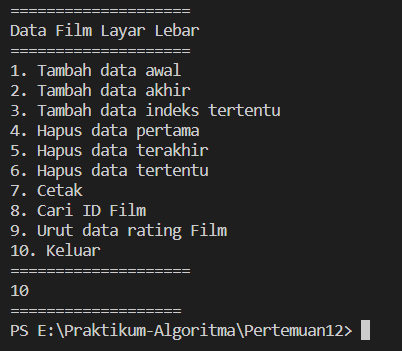 ====================
Data Film Layar Lebar
====================
1. Tambah data awal
2. Tambah data akhir
3. Tambah data indeks tertentu
4. Hapus data pertama
5. Hapus data terakhir
6. Hapus data tertentu
7. Cetak
8. Cari ID Film
9. Urut data rating Film
10. Keluar
====================
10
===================
PS E:\Praktikum-Algoritma\Pertemuan12>